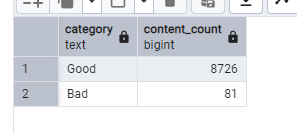 category content_count
text bigint
1 Good 8726
2 Bad 81